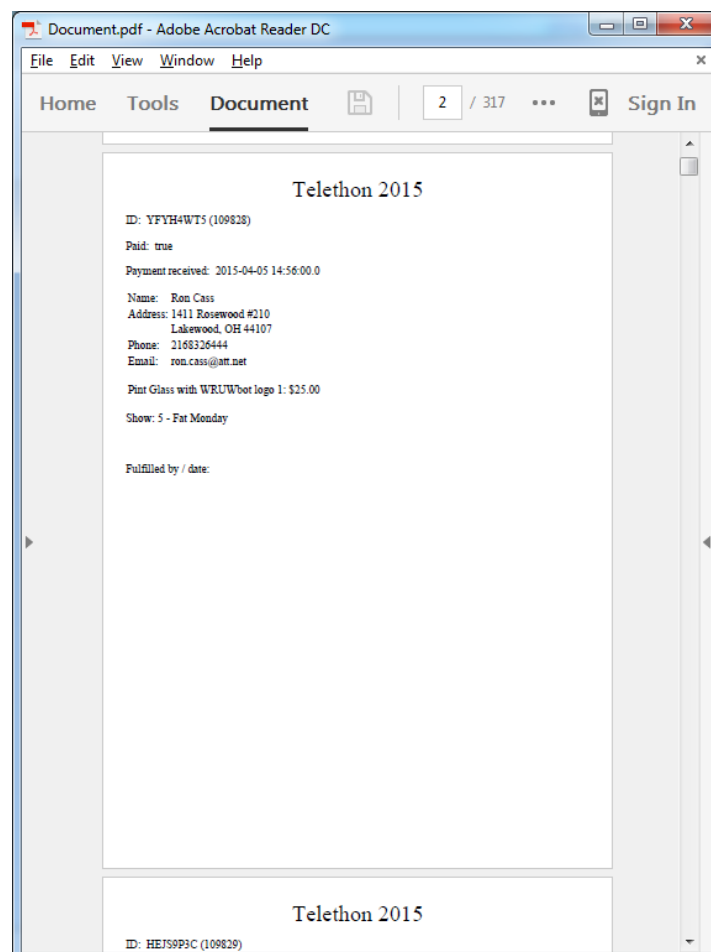 Document.pdf - Adobe Acrobat Reader DC
File Edit View Window Help
Home Tools Document 2 / 317 Sign In
Telethon 2015
ID: YFYH4WT5 (109828)
Paid: true
Payment received: 2015-04-05 14:56:00.0
Name: Ron Cass
Address: 1411 Rosewood #210
Lakewood, OH 44107
Phone: 2168326444
Email: ron.cass@att.net
Pint Glass with WRUWbot logo 1: $25.00
Show: 5 - Fat Monday
Fulfilled by / date:
Telethon 2015
ID: HEJS9P3C (109829)